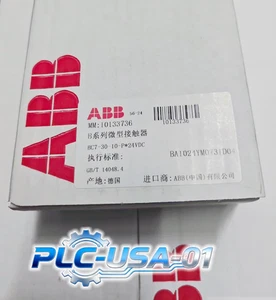 ABB
ABB
MM:10133736
10133736
B系列微型接触器
BC7-30-10-P*24VDC
执行标准:
GB/T 14048.4
产地:德国
进口商:ABB(中国)有限公司
PLC-USA-01